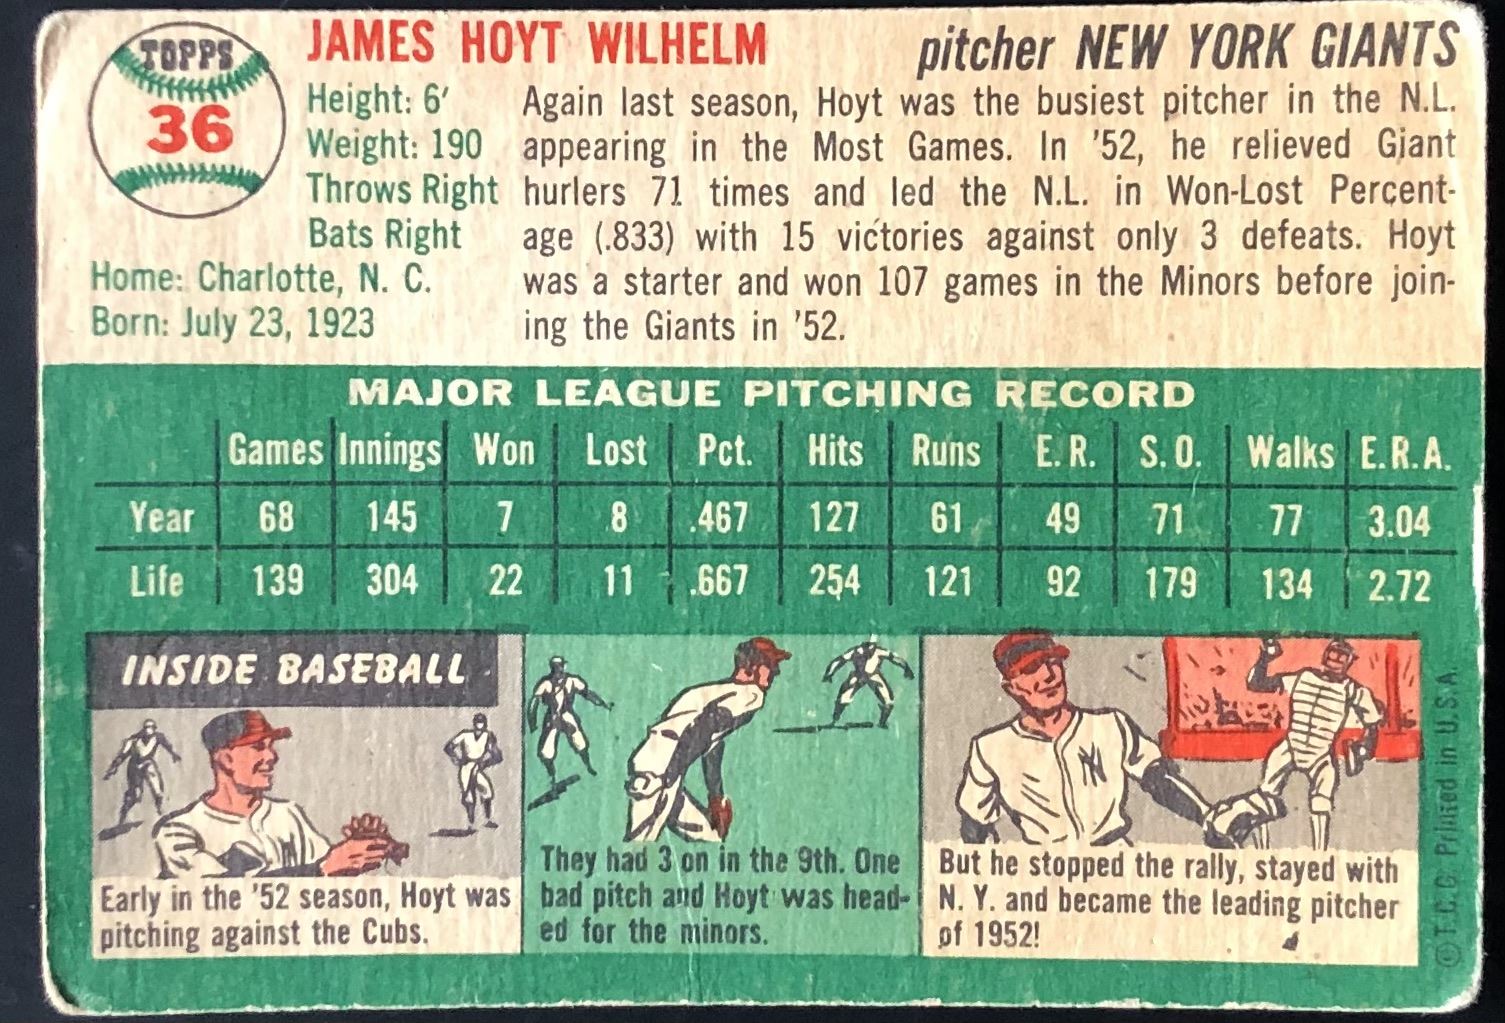 TOPPS
36
JAMES HOYT WILHELM
pitcher NEW YORK GIANTS
Height: 6'
Weight: 190
Throws Right
Bats Right
Home: Charlotte, N. C.
Born: July 23, 1923
Again last season, Hoyt was the busiest pitcher in the N.L.
appearing in the Most Games. In '52, he relieved Giant
hurlers 71 times and led the N.L. in Won-Lost Percent-
age (.833) with 15 victories against only 3 defeats. Hoyt
was a starter and won 107 games in the Minors before join-
ing the Giants in '52.
MAJOR LEAGUE PITCHING RECORD
Games Innings Won Lost Pct. Hits Runs E. R. S. O. Walks E.R.A.
Year 68 145 7 8 .467 127 61 49 71 77 3.04
Life 139 304 22 11 .667 254 121 92 179 134 2.72
INSIDE BASEBALL
Early in the '52 season, Hoyt was
pitching against the Cubs.
They had 3 on in the 9th. One
bad pitch and Hoyt was head-
ed for the minors.
NY
But he stopped the rally, stayed with
N. Y. and became the leading pitcher
of 1952!
© T.C.G. Printed in U.S.A.